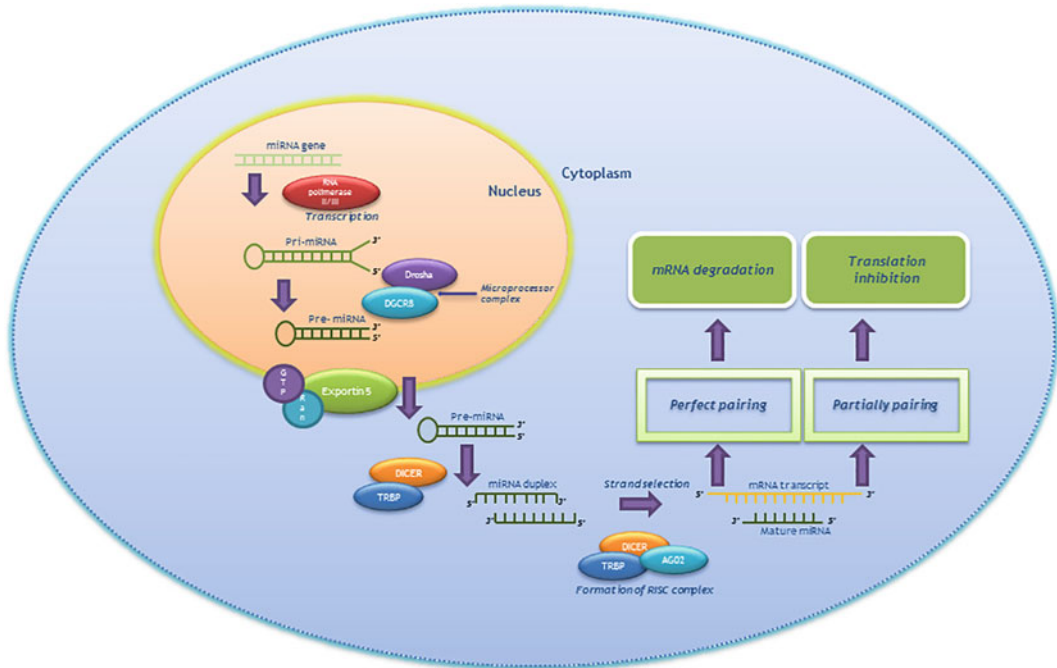 miRNA gene
RNA
polimerase
II/III
Transcription
Nucleus
Cytoplasm
Pri-miRNA
3'
5'
Drosha
DGCR8
Microprocessor
complex
Pre- miRNA
3'
5'
GTP
Ran
Exportin 5
Pre-miRNA
3'
5'
DICER
TRBP
miRNA duplex
5'
3'
3'
5'
Strand selection
DICER
TRBP
AGO2
Formation of RISC complex
mRNA degradation
Translation
inhibition
Perfect pairing
Partially pairing
5'
mRNA transcript
3'
3'
5'
Mature miRNA